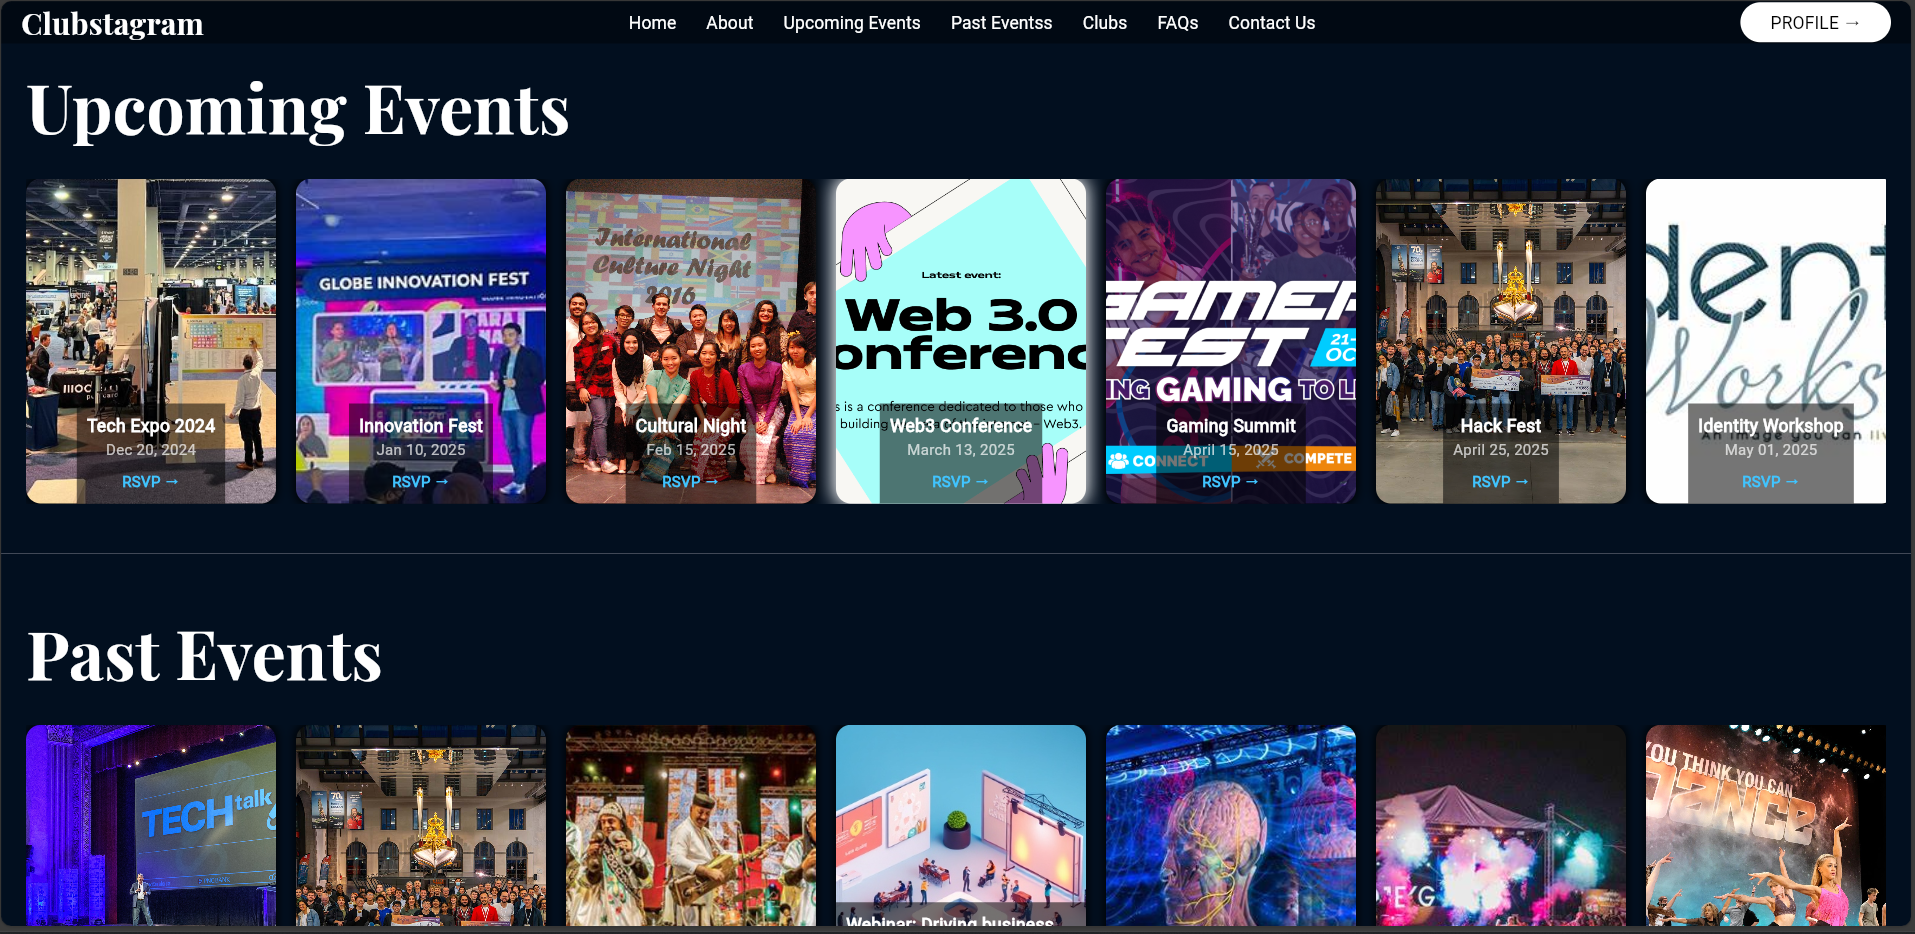 Clubstagram
Home About Upcoming Events Past Eventss Clubs FAQs Contact Us
PROFILE →
Upcoming Events
Tech Expo 2024
Dec 20, 2024
RSVP →
GLOBE INNOVATION FEST
Innovation Fest
Jan 10, 2025
RSVP →
International
Culture Night
2016
Cultural Night
Feb 15, 2025
RSVP →
Latest event:
Web 3.0
onferenc
s is a conference dedicated to those who
building
Web3.
Web3 Conference
March 13, 2025
RSVP →
GAMER
FEST
21-
OC
ING GAMING TO L
CONNECT
COMPETE
Gaming Summit
April 15, 2025
RSVP →
70
Hack Fest
April 25, 2025
RSVP →
dent
Works
An image you can liv
Identity Workshop
May 01, 2025
RSVP →
Past Events
TECH talk
70
Webinar: Driving business
YOU THINK YOU CAN
DANCE